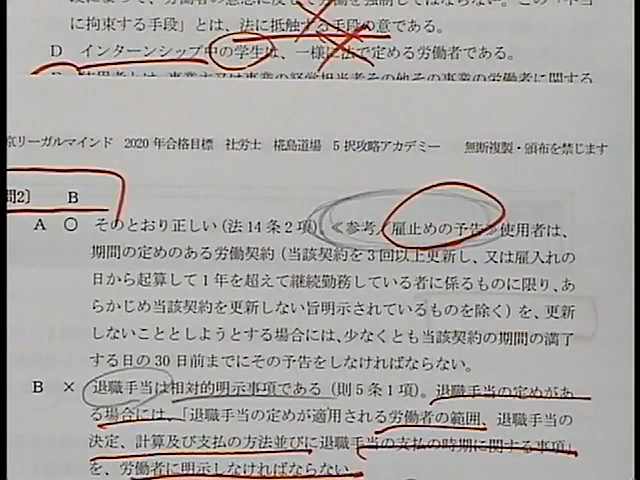 に拘束する手段」とは、法に抵触する手段の意である。
D インターンシップ中の学生は、一様に法で定める労働者である。
京リーガルマインド 2020年合格目標 社労士 椛島道場 5択攻略アカデミー 無断複製・頒布を禁じます
問2〕 B
A ○ そのとおり正しい(法14条2項)。≪参考/雇止めの予告≫使用者は、
期間の定めのある労働契約(当該契約を3回以上更新し、又は雇入れの
日から起算して1年を超えて継続勤務している者に係るものに限り、あ
らかじめ当該契約を更新しない旨明示されているものを除く)を、更新
しないこととしようとする場合には、少なくとも当該契約の期間の満了
する日の30日前までにその予告をしなければならない。
B × 退職手当は相対的明示事項である(則5条1項)。退職手当の定めがあ
る場合には、「退職手当の定めが適用される労働者の範囲、退職手当の
決定、計算及び支払の方法並びに退職手当の支払の時期に関する事項」
を、労働者に明示しなければならない。